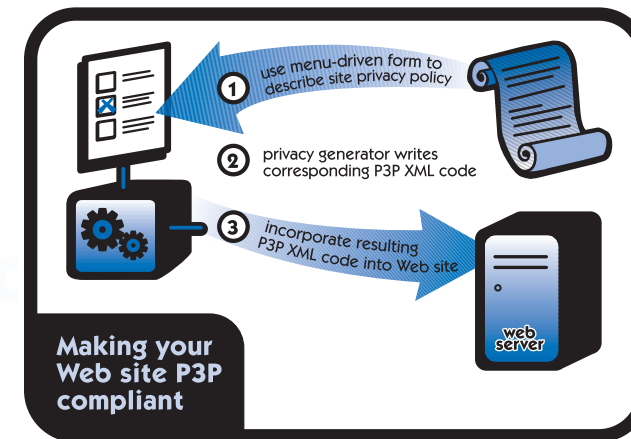 1 use menu-driven form to
describe site privacy policy
2 privacy generator writes
corresponding P3P XML code
3 incorporate resulting
P3P XML code into Web site
web
server
Making your
Web site P3P
compliant